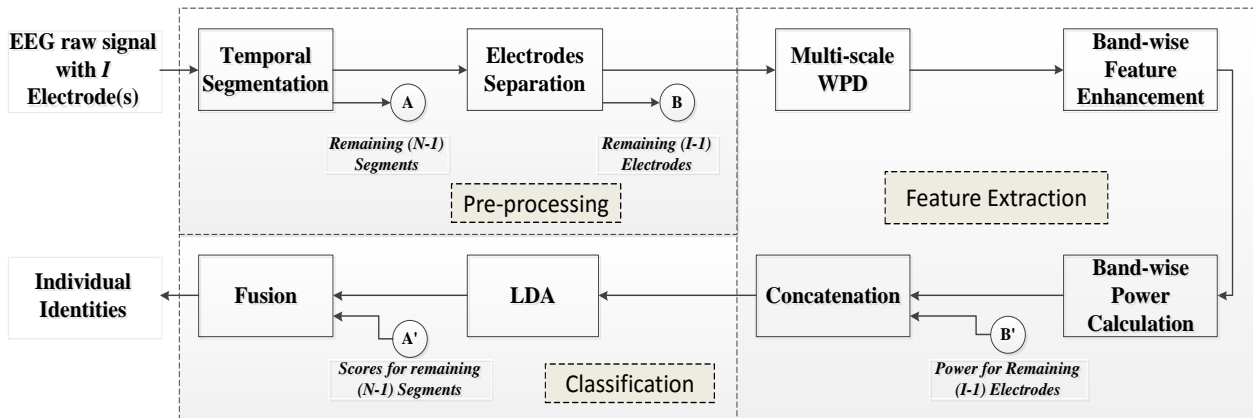 EEG raw signal
with I
Electrode(s)
Temporal
Segmentation
A
Remaining (N-1)
Segments
Electrodes
Separation
B
Remaining (I-1)
Electrodes
Pre-processing
Multi-scale
WPD
Band-wise
Feature
Enhancement
Feature Extraction
Band-wise
Power
Calculation
Concatenation
B'
Power for Remaining
(I-1) Electrodes
LDA
Fusion
A'
Scores for remaining
(N-1) Segments
Classification
Individual
Identities